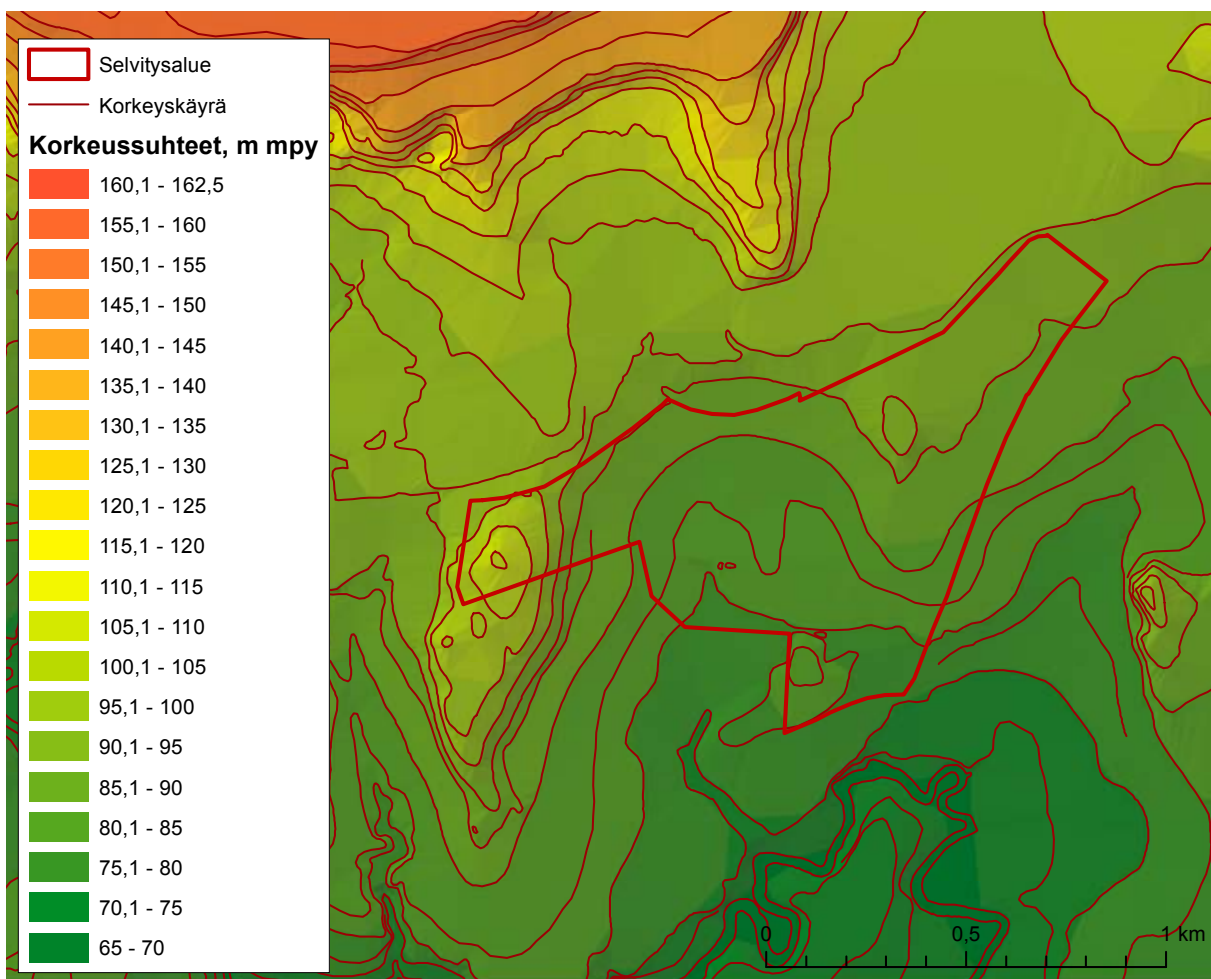 Selvitysalue
Korkeyskäyrä
Korkeussuhteet, m mpy
160,1 - 162,5
155,1 - 160
150,1 - 155
145,1 - 150
140,1 - 145
135,1 - 140
130,1 - 135
125,1 - 130
120,1 - 125
115,1 - 120
110,1 - 115
105,1 - 110
100,1 - 105
95,1 - 100
90,1 - 95
85,1 - 90
80,1 - 85
75,1 - 80
70,1 - 75
65 - 70
0 0,5 1 km